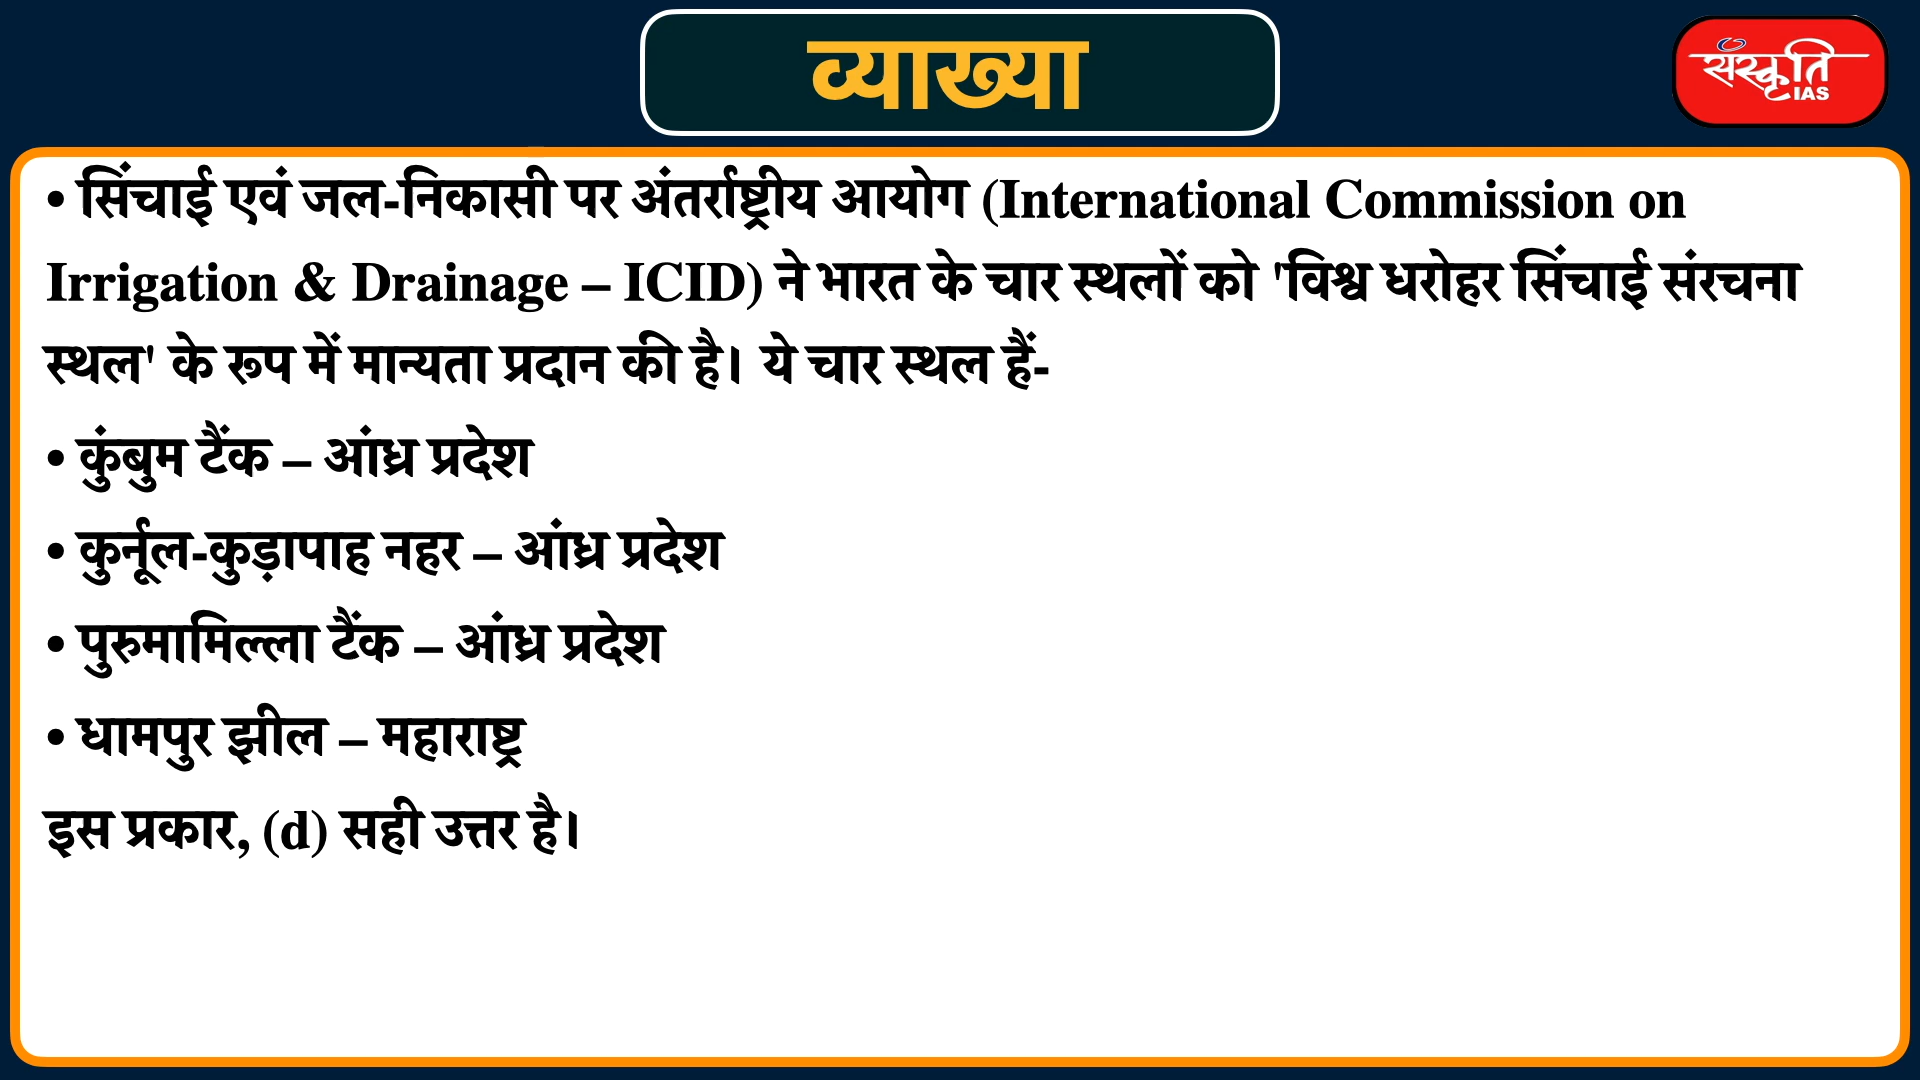 व्याख्या
संस्कृति
IAS
• सिंचाई एवं जल-निकासी पर अंतर्राष्ट्रीय आयोग (International Commission on
Irrigation & Drainage – ICID) ने भारत के चार स्थलों को 'विश्व धरोहर सिंचाई संरचना
स्थल' के रूप में मान्यता प्रदान की है। ये चार स्थल हैं-
• कुंबुम टैंक – आंध्र प्रदेश
• कुर्नूल-कुड़ापाह नहर – आंध्र प्रदेश
• पुरुमामिल्ला टैंक – आंध्र प्रदेश
• धामपुर झील – महाराष्ट्र
इस प्रकार, (d) सही उत्तर है।